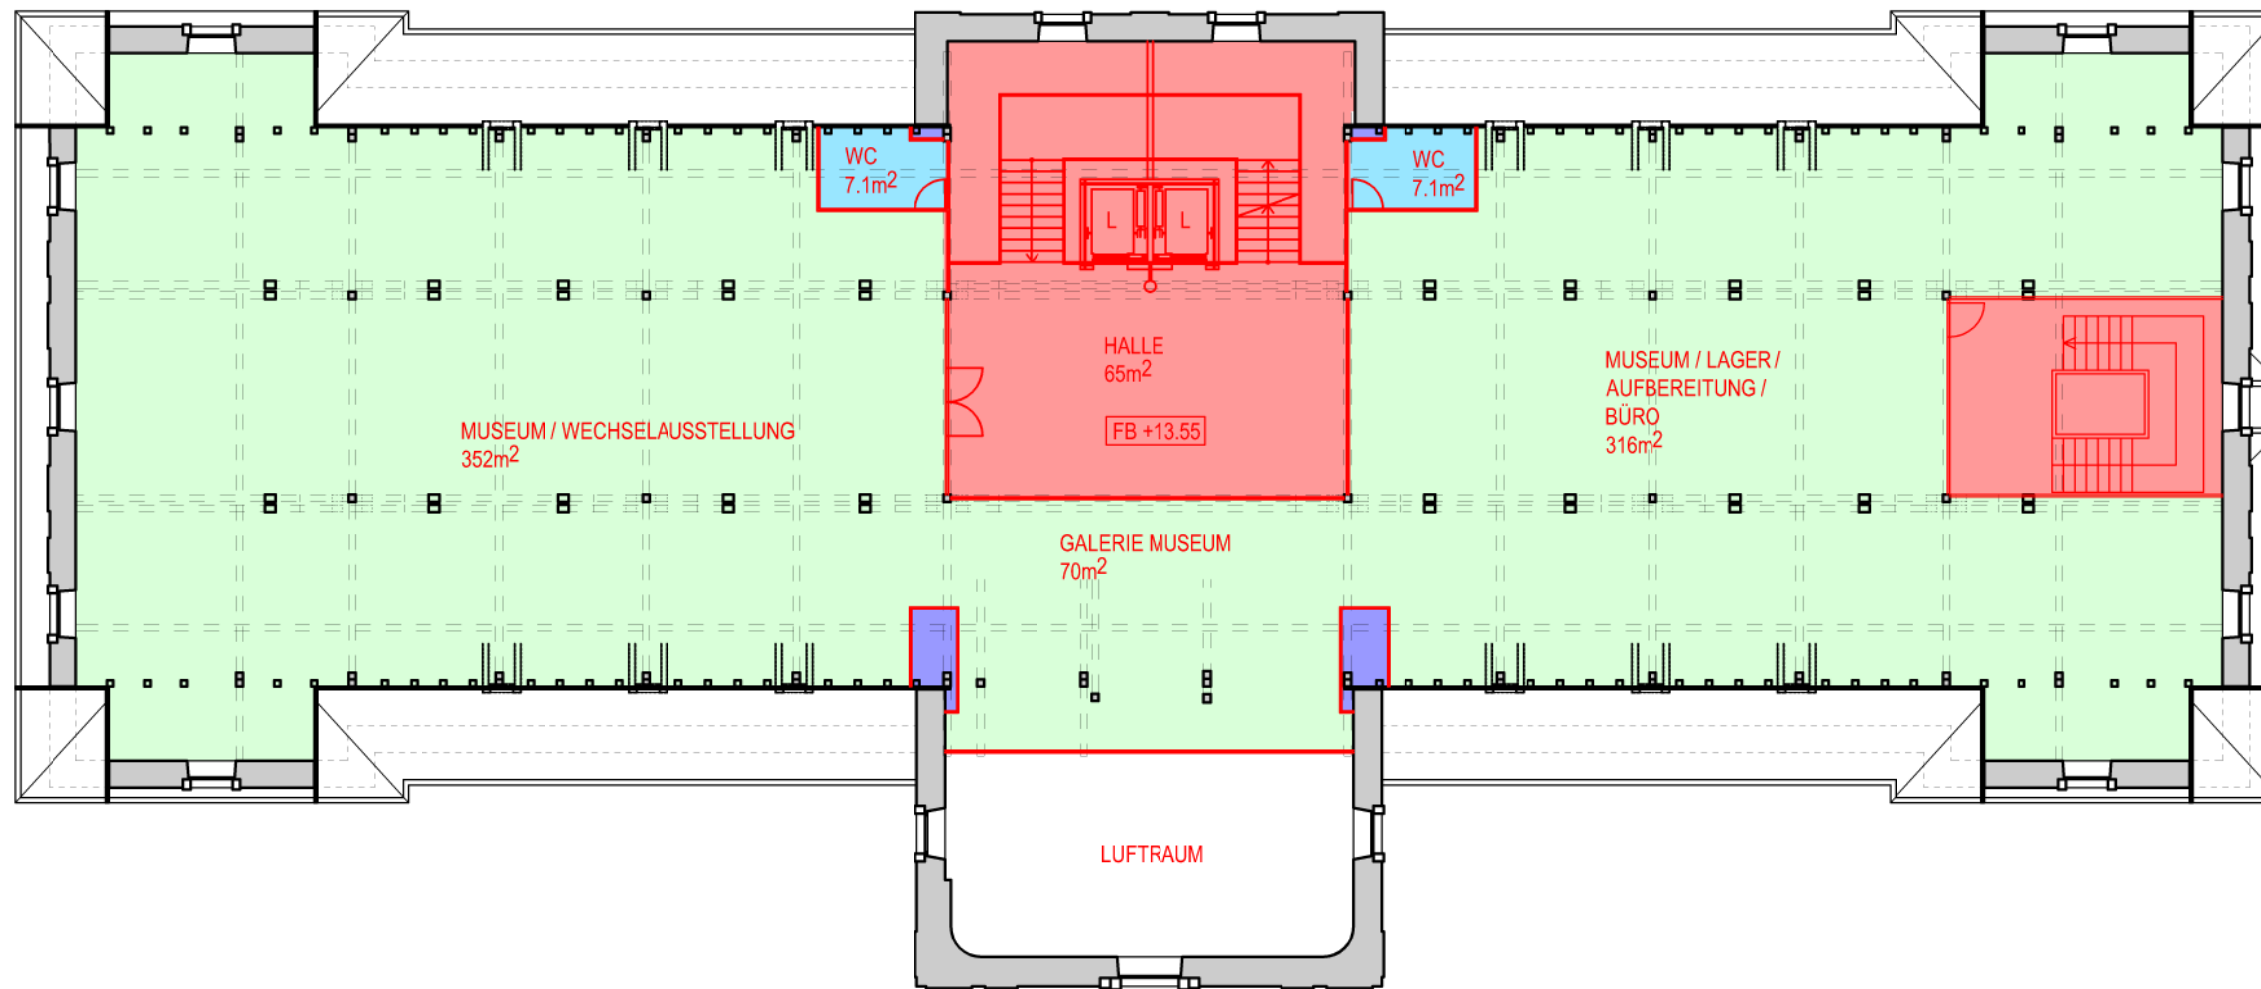 WC
7.1m²
WC
7.1m²
L
L
HALLE
65m²
FB +13.55
MUSEUM / WECHSELAUSSTELLUNG
352m²
MUSEUM / LAGER /
AUFBEREITUNG /
BÜRO
316m²
GALERIE MUSEUM
70m²
LUFTRAUM